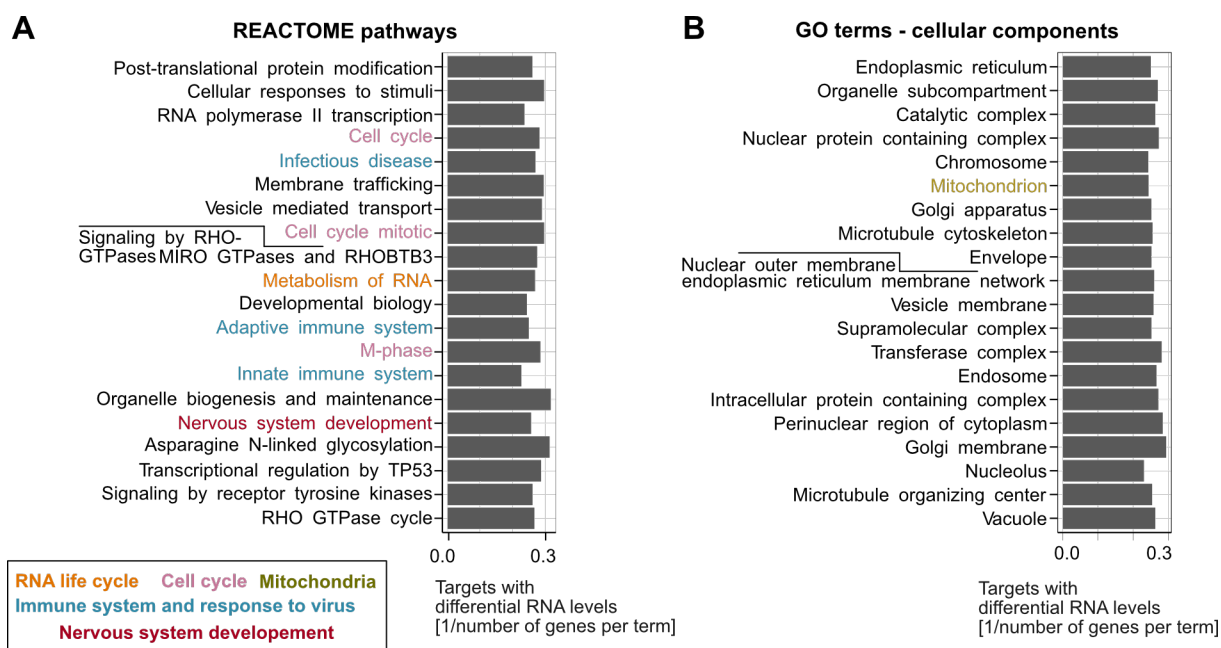 A
REACTOME pathways
Post-translational protein modification
Cellular responses to stimuli
RNA polymerase II transcription
Cell cycle
Infectious disease
Membrane trafficking
Vesicle mediated transport
Cell cycle mitotic
Signaling by RHO-
GTPases MIRO GTPases and RHOBTB3
Metabolism of RNA
Developmental biology
Adaptive immune system
M-phase
Innate immune system
Organelle biogenesis and maintenance
Nervous system development
Asparagine N-linked glycosylation
Transcriptional regulation by TP53
Signaling by receptor tyrosine kinases
RHO GTPase cycle
0.0 0.3
Targets with
differential RNA levels
[1/number of genes per term]
RNA life cycle Cell cycle Mitochondria
Immune system and response to virus
Nervous system developement
B
GO terms - cellular components
Endoplasmic reticulum
Organelle subcompartment
Catalytic complex
Nuclear protein containing complex
Chromosome
Mitochondrion
Golgi apparatus
Microtubule cytoskeleton
Envelope
Nuclear outer membrane
endoplasmic reticulum membrane network
Vesicle membrane
Supramolecular complex
Transferase complex
Endosome
Intracellular protein containing complex
Perinuclear region of cytoplasm
Golgi membrane
Nucleolus
Microtubule organizing center
Vacuole
0.0 0.3
Targets with
differential RNA levels
[1/number of genes per term]